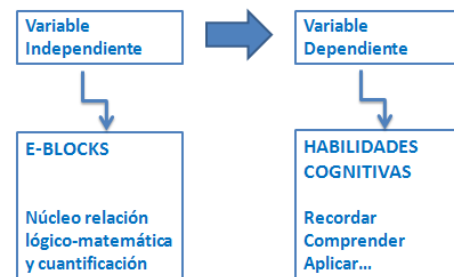 Variable
Independiente
Variable
Dependiente
E-BLOCKS
Núcleo relación
lógico-matemática
y cuantificación
HABILIDADES
COGNITIVAS
Recordar
Comprender
Aplicar...